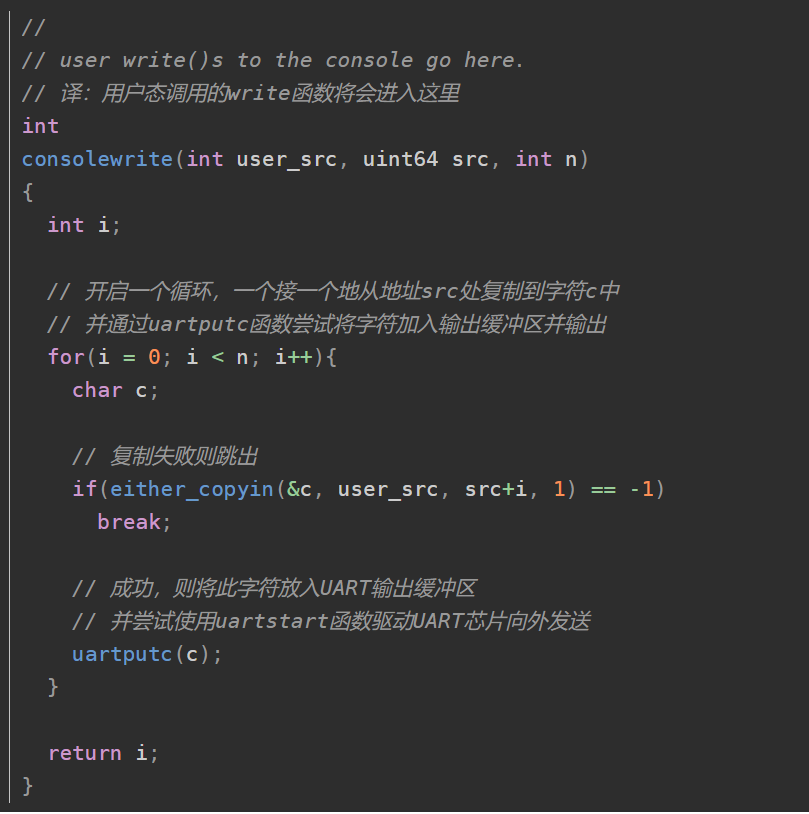 //
// user write()s to the console go here.
// 译：用户态调用的write函数将会进入这里
int
consolewrite(int user_src, uint64 src, int n)
{
  int i;

  // 开启一个循环，一个接一个地从地址src处复制到字符c中
  // 并通过uartputc函数尝试将字符加入输出缓冲区并输出
  for(i = 0; i < n; i++){
    char c;

    // 复制失败则跳出
    if(either_copyin(&c, user_src, src+i, 1) == -1)
      break;

    // 成功，则将此字符放入UART输出缓冲区
    // 并尝试使用uartstart函数驱动UART芯片向外发送
    uartputc(c);
  }

  return i;
}